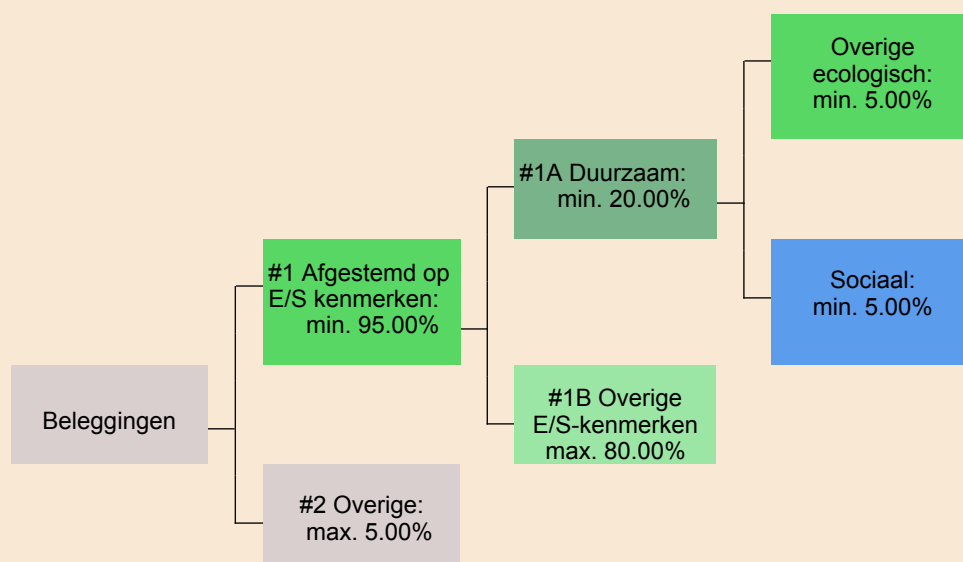 Overige
ecologisch:
min. 5.00%
#1A Duurzaam:
min. 20.00%
#1 Afgestemd op
E/S kenmerken:
min. 95.00%
Sociaal:
min. 5.00%
Beleggingen
#1B Overige
E/S-kenmerken
max. 80.00%
#2 Overige:
max. 5.00%